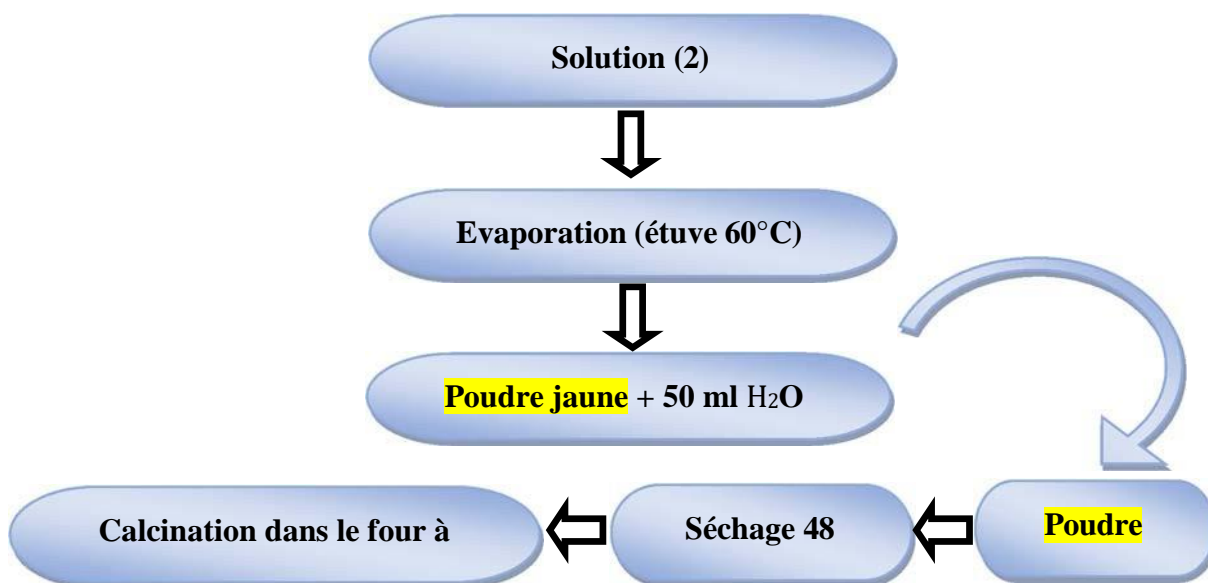 Solution (2)
Evaporation (étuve 60°C)
Poudre jaune + 50 ml H₂O
Poudre
Séchage 48
Calcination dans le four à